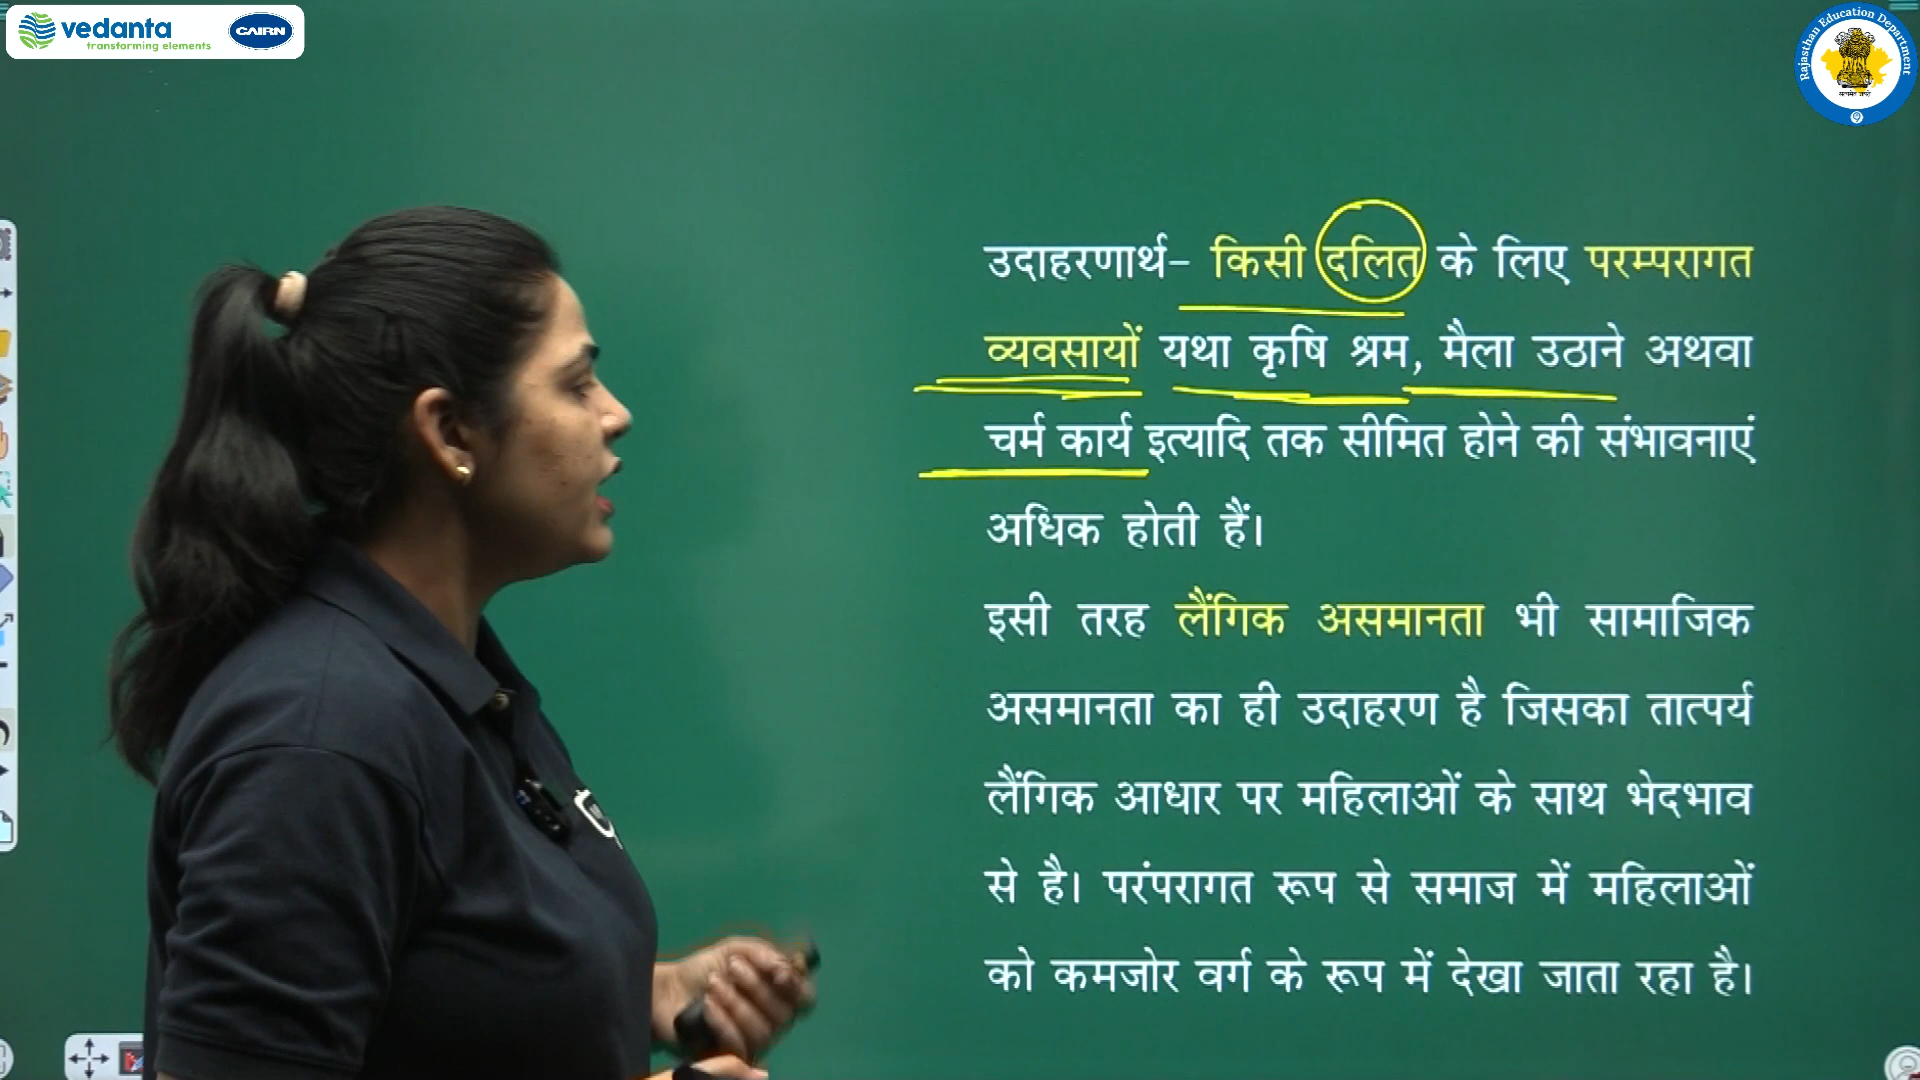 vedanta
transforming elements
CAIRN
Rajasthan Education Department
उदाहरणार्थ– किसी दलित के लिए परम्परागत
व्यवसायों यथा कृषि श्रम, मैला उठाने अथवा
चर्म कार्य इत्यादि तक सीमित होने की संभावनाएं
अधिक होती हैं।
इसी तरह लैंगिक असमानता भी सामाजिक
असमानता का ही उदाहरण है जिसका तात्पर्य
लैंगिक आधार पर महिलाओं के साथ भेदभाव
से है। परंपरागत रूप से समाज में महिलाओं
को कमजोर वर्ग के रूप में देखा जाता रहा है।